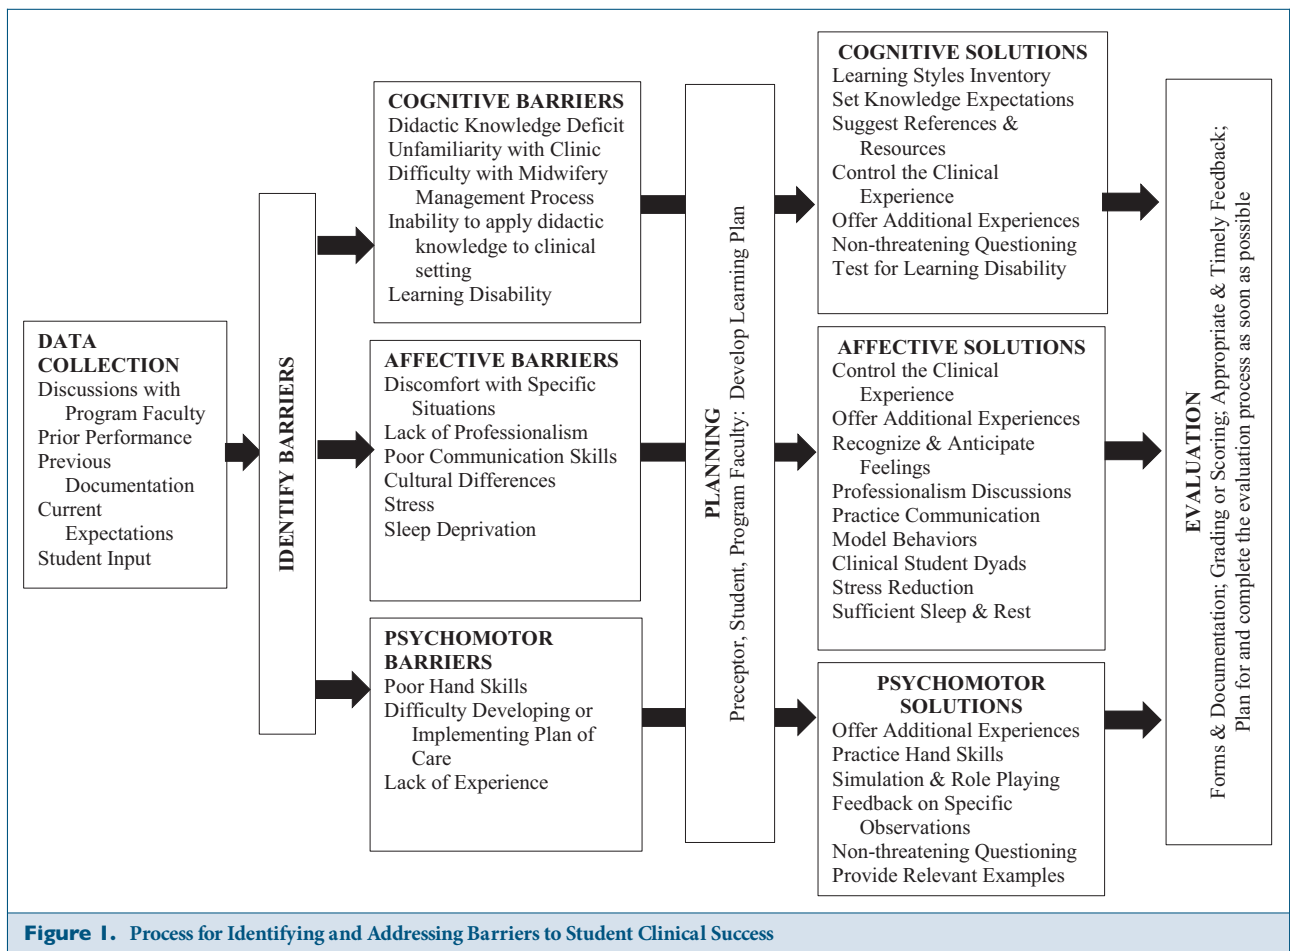 DATA
COLLECTION
Discussions with
Program Faculty
Prior Performance
Previous
Documentation
Current
Expectations
Student Input
IDENTIFY BARRIERS
COGNITIVE BARRIERS
Didactic Knowledge Deficit
Unfamiliarity with Clinic
Difficulty with Midwifery
Management Process
Inability to apply didactic
knowledge to clinical
setting
Learning Disability
AFFECTIVE BARRIERS
Discomfort with Specific
Situations
Lack of Professionalism
Poor Communication Skills
Cultural Differences
Stress
Sleep Deprivation
PSYCHOMOTOR
BARRIERS
Poor Hand Skills
Difficulty Developing or
Implementing Plan of
Care
Lack of Experience
PLANNING
Preceptor, Student, Program Faculty: Develop Learning Plan
COGNITIVE SOLUTIONS
Learning Styles Inventory
Set Knowledge Expectations
Suggest References &
Resources
Control the Clinical
Experience
Offer Additional Experiences
Non-threatening Questioning
Test for Learning Disability
AFFECTIVE SOLUTIONS
Control the Clinical
Experience
Offer Additional Experiences
Recognize & Anticipate
Feelings
Professionalism Discussions
Practice Communication
Model Behaviors
Clinical Student Dyads
Stress Reduction
Sufficient Sleep & Rest
PSYCHOMOTOR
SOLUTIONS
Offer Additional Experiences
Practice Hand Skills
Simulation & Role Playing
Feedback on Specific
Observations
Non-threatening Questioning
Provide Relevant Examples
EVALUATION
Forms & Documentation; Grading or Scoring; Appropriate & Timely Feedback;
Plan for and complete the evaluation process as soon as possible
Figure 1. Process for Identifying and Addressing Barriers to Student Clinical Success